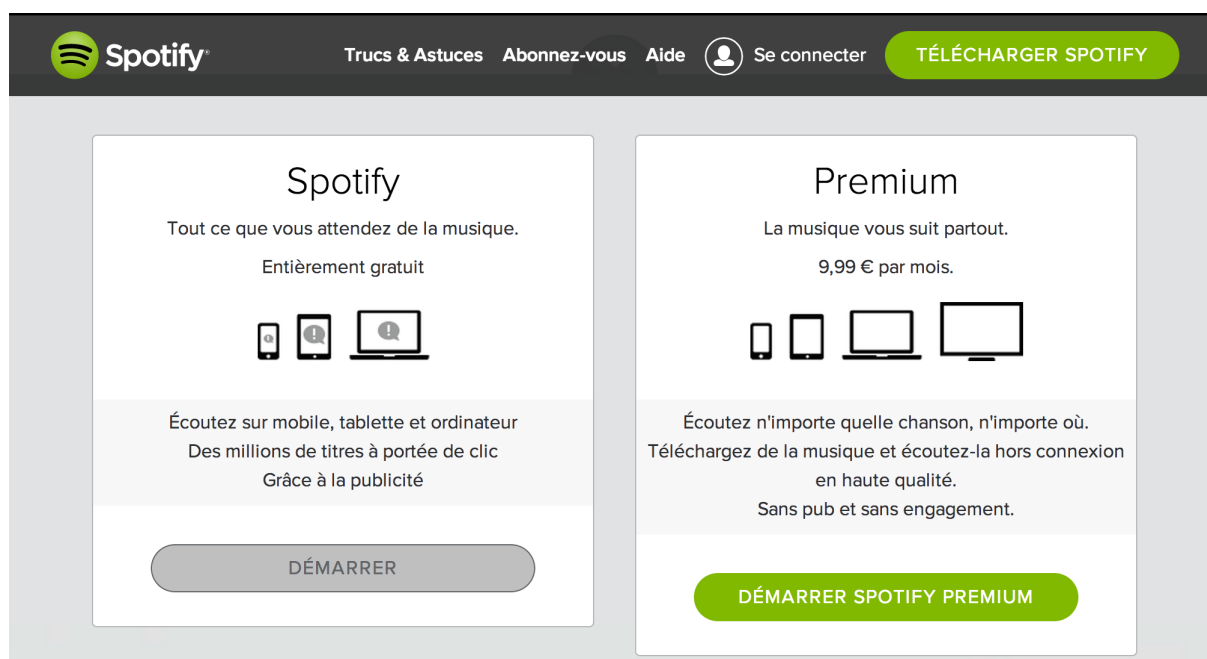 Spotify
Trucs & Astuces Abonnez-vous Aide Se connecter TÉLÉCHARGER SPOTIFY
Spotify
Tout ce que vous attendez de la musique.
Entièrement gratuit
Écoutez sur mobile, tablette et ordinateur
Des millions de titres à portée de clic
Grâce à la publicité
DÉMARRER
Premium
La musique vous suit partout.
9,99 € par mois.
Écoutez n'importe quelle chanson, n'importe où.
Téléchargez de la musique et écoutez-la hors connexion
en haute qualité.
Sans pub et sans engagement.
DÉMARRER SPOTIFY PREMIUM